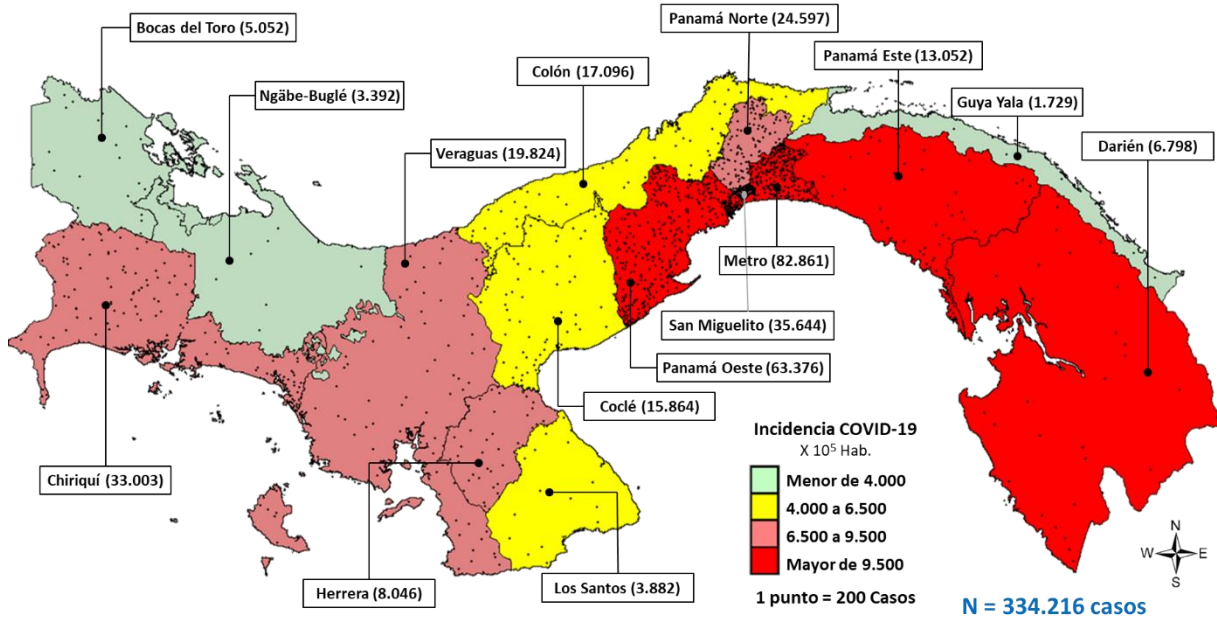 Panamá Norte (24.597)
Bocas del Toro (5.052)
Panamá Este (13.052)
Colón (17.096)
Ngäbe-Buglé (3.392)
Guya Yala (1.729)
Veraguas (19.824)
Darién (6.798)
Metro (82.861)
San Miguelito (35.644)
Panamá Oeste (63.376)
Coclé (15.864)
Chiriquí (33.003)
Herrera (8.046)
Los Santos (3.882)
Incidencia COVID-19
X 10⁵ Hab.
Menor de 4.000
4.000 a 6.500
6.500 a 9.500
Mayor de 9.500
1 punto = 200 Casos
N
W E
S
N = 334.216 casos